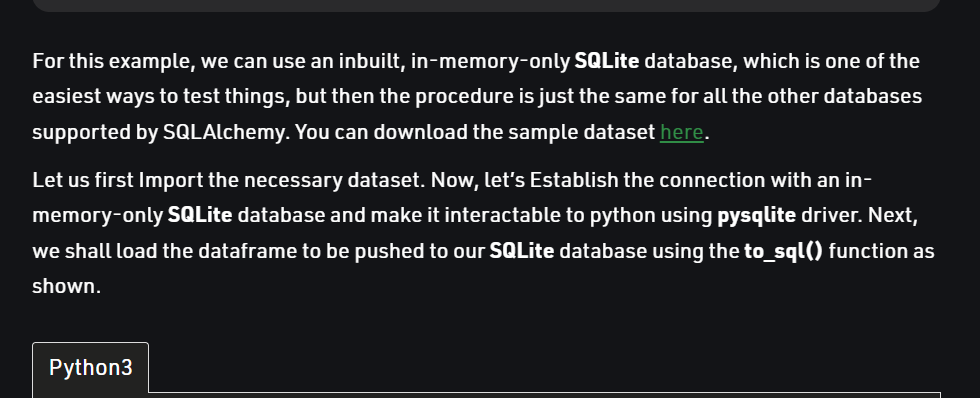 For this example, we can use an inbuilt, in-memory-only SQLite database, which is one of the
easiest ways to test things, but then the procedure is just the same for all the other databases
supported by SQLAlchemy. You can download the sample dataset here.
Let us first Import the necessary dataset. Now, let's Establish the connection with an in-
memory-only SQLite database and make it interactable to python using pysqlite driver. Next,
we shall load the dataframe to be pushed to our SQLite database using the to_sql() function as
shown.
Python3